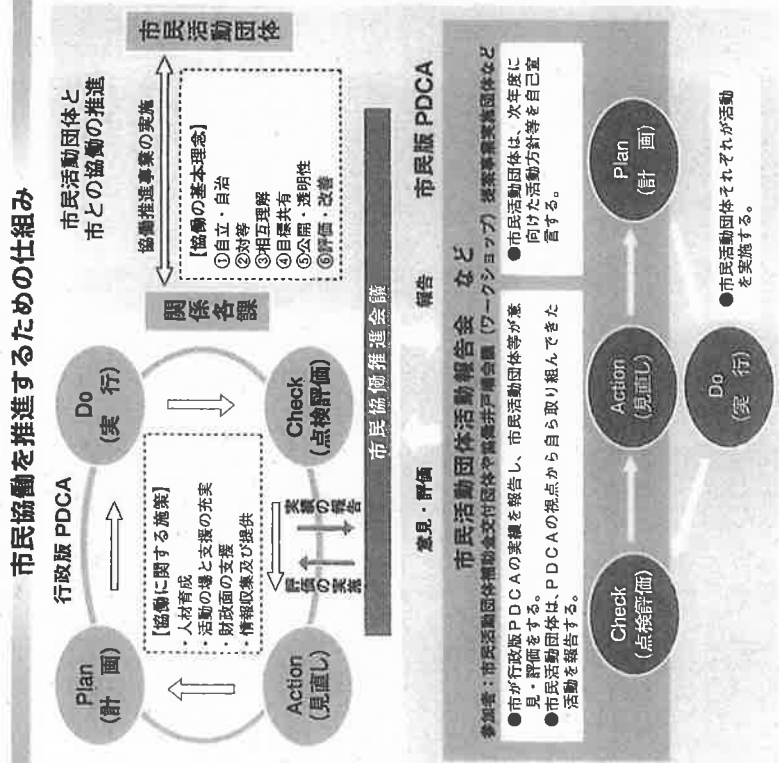 市民協働を推進するための仕組み
行政版 PDCA
Plan
(計 画)
Do
(実 行)
Check
(点検評価)
Action
(見直し)
【協働に関する施策】
・人材育成
・活動の場と支援の充実
・財政面の支援
・情報収集及び提供
評価の実施
実績の報告
市民活動団体と
市との協働の推進
関係各課
協働推進事業の実施
市民活動団体
【協働の基本理念】
①自立・自治
②対等
③相互理解
④目標共有
⑤公開・透明性
⑥評価・改善
市民協働推進会議
意見・評価
報告
市民版 PDCA
市民活動団体活動報告会 など
参加者：市民活動団体補助金交付団体や協働井戸端会議（ワークショップ）提案事業実施団体など
●市が行政版PDCAの実績を報告し、市民活動団体等が意
見・評価をする。
●市民活動団体は、PDCAの視点から自ら取り組んできた
活動を報告する。
●市民活動団体は、次年度に
向けた活動方針等を自己宣
言する。
Check
(点検評価)
Action
(見直し)
Plan
(計 画)
Do
(実 行)
●市民活動団体それぞれが活動
を実施する。